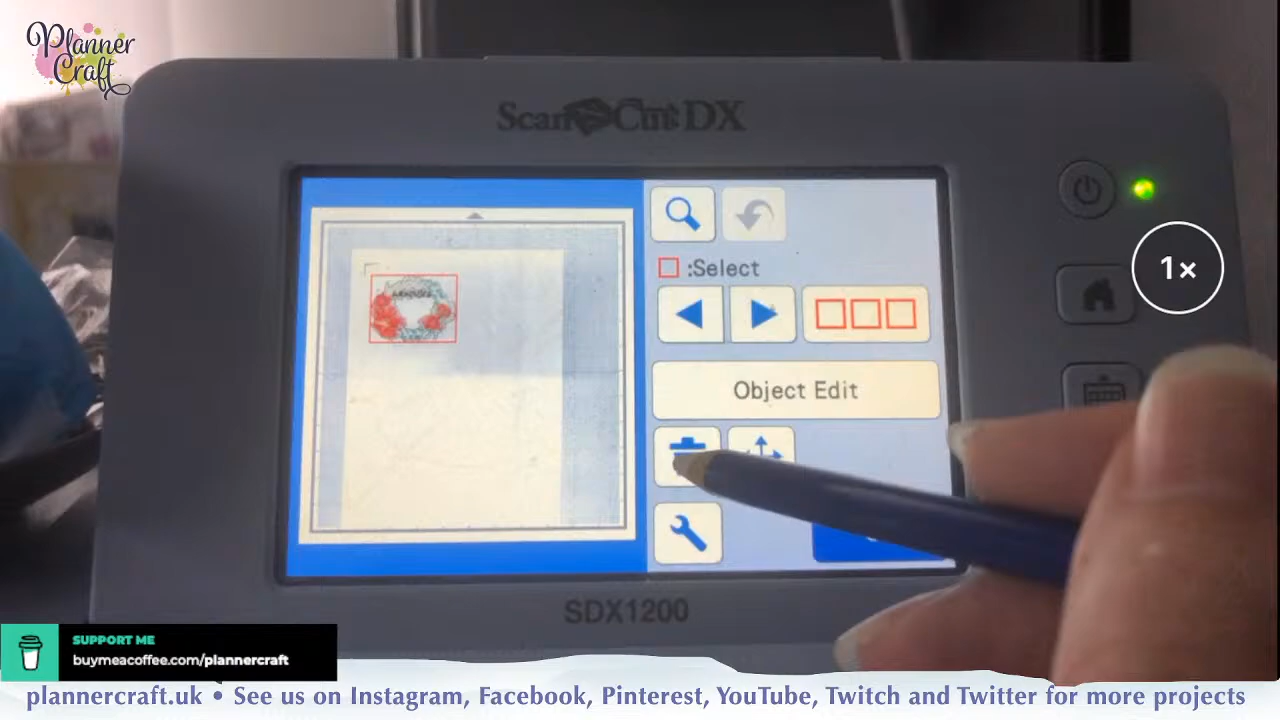 Planner
Craft
ScanNCut DX
:Select
1×
Object Edit
SDX1200
SUPPORT ME
buymeacoffee.com/plannercraft
plannercraft.uk • See us on Instagram, Facebook, Pinterest, YouTube, Twitch and Twitter for more projects